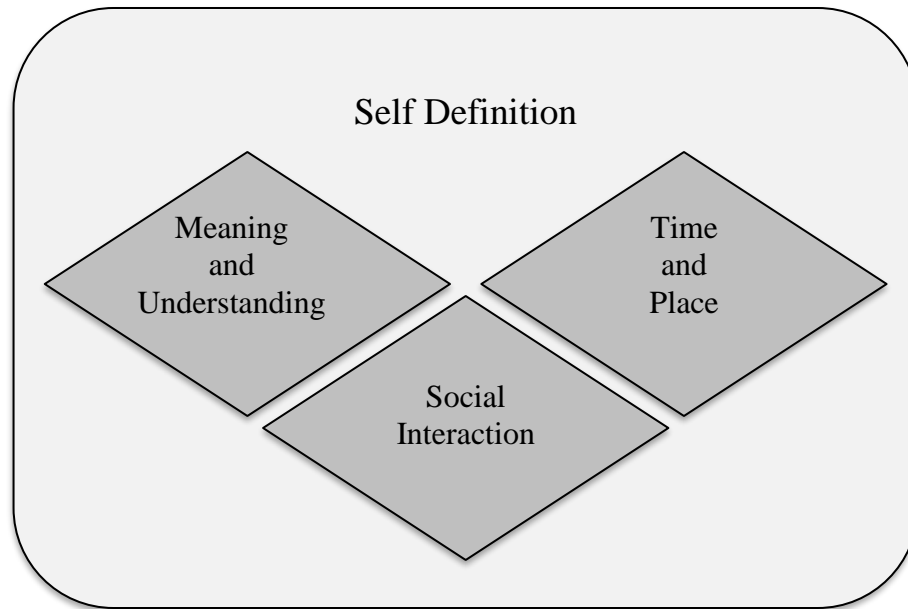 Self Definition
Meaning
and
Understanding
Time
and
Place
Social
Interaction